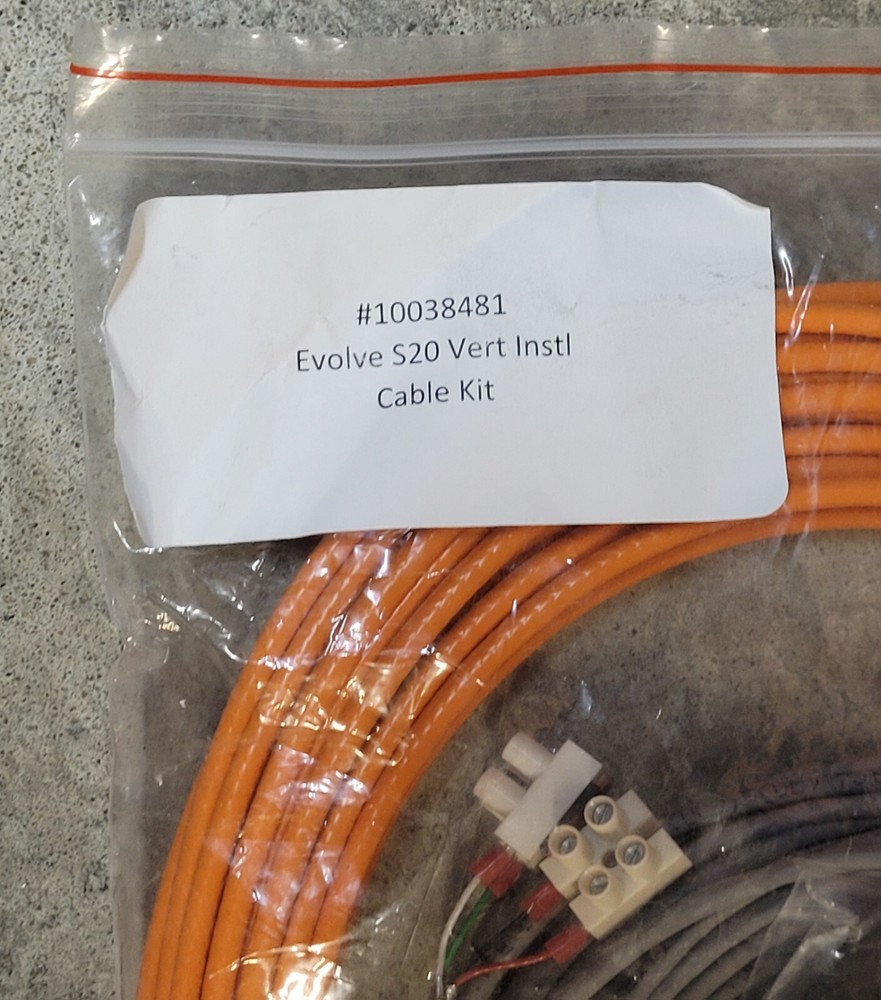 #10038481
Evolve S20 Vert Instl
Cable Kit